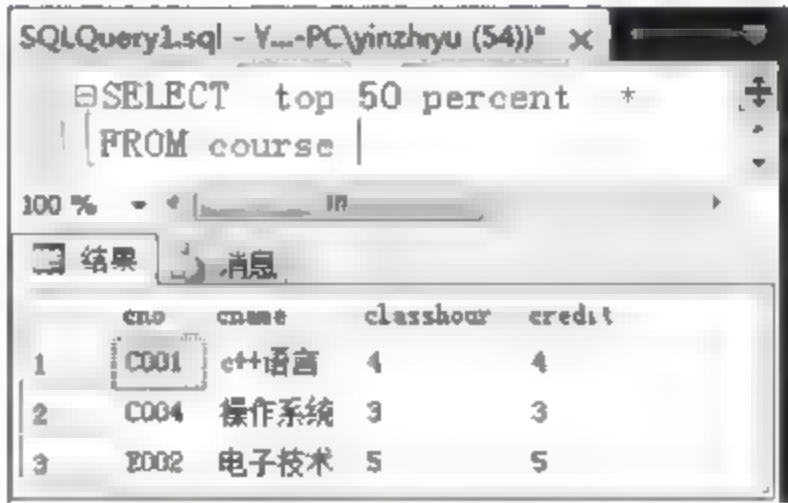 SQLQuery1.sql - Y...-PC\yinzhiyu (54))* ×
SELECT top 50 percent *
FROM course
100 %
结果 消息
cno cname classhour credit
1 C001 c++语言 4 4
2 C004 操作系统 3 3
3 E002 电子技术 5 5